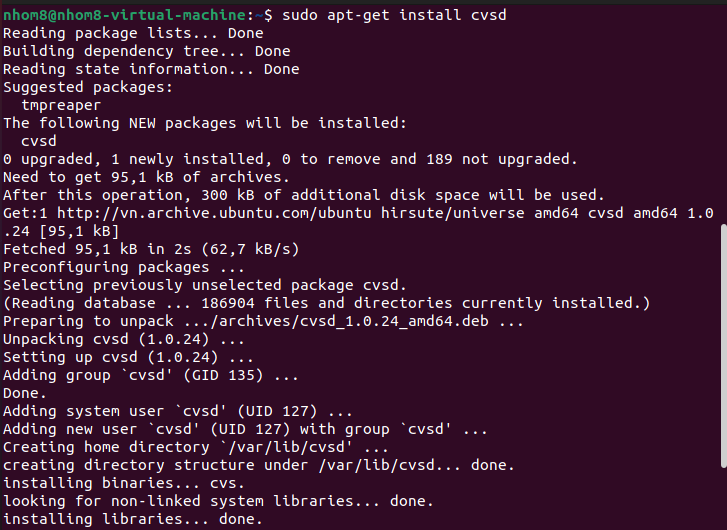 nhom8@nhom8-virtual-machine:~$ sudo apt-get install cvsd
Reading package lists... Done
Building dependency tree... Done
Reading state information... Done
Suggested packages:
  tmpreaper
The following NEW packages will be installed:
  cvsd
0 upgraded, 1 newly installed, 0 to remove and 189 not upgraded.
Need to get 95,1 kB of archives.
After this operation, 300 kB of additional disk space will be used.
Get:1 http://vn.archive.ubuntu.com/ubuntu hirsute/universe amd64 cvsd amd64 1.0
.24 [95,1 kB]
Fetched 95,1 kB in 2s (62,7 kB/s)
Preconfiguring packages ...
Selecting previously unselected package cvsd.
(Reading database ... 186904 files and directories currently installed.)
Preparing to unpack .../archives/cvsd_1.0.24_amd64.deb ...
Unpacking cvsd (1.0.24) ...
Setting up cvsd (1.0.24) ...
Adding group `cvsd' (GID 135) ...
Done.
Adding system user `cvsd' (UID 127) ...
Adding new user `cvsd' (UID 127) with group `cvsd' ...
Creating home directory `/var/lib/cvsd' ...
creating directory structure under /var/lib/cvsd... done.
installing binaries... cvs.
looking for non-linked system libraries... done.
installing libraries... done.